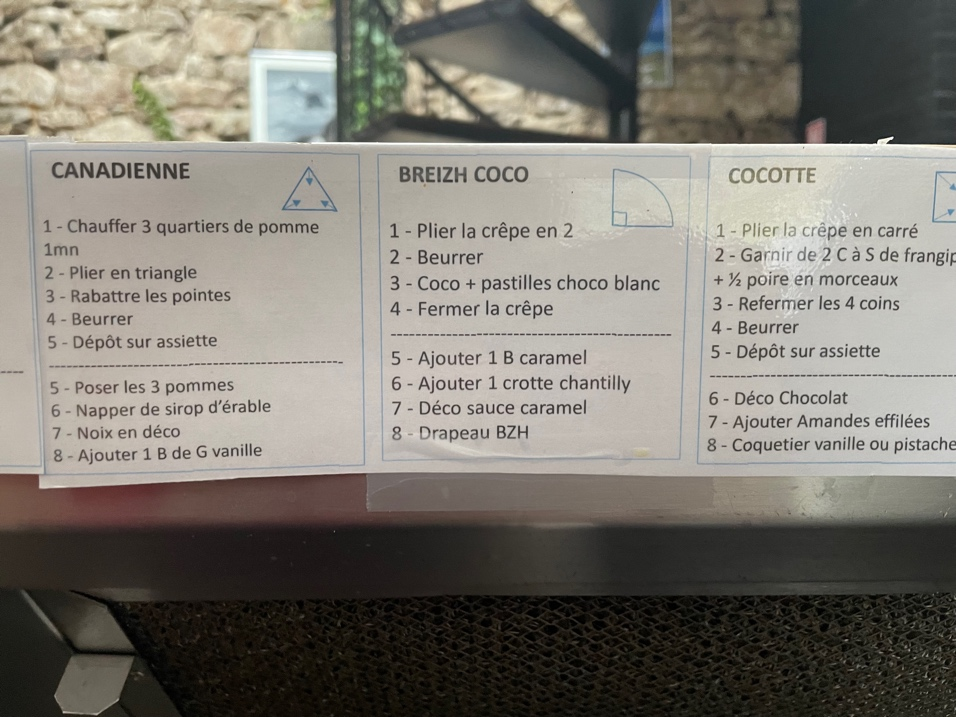 CANADIENNE
1 - Chauffer 3 quartiers de pomme
1mn
2 - Plier en triangle
3 - Rabattre les pointes
4 - Beurrer
5 - Dépôt sur assiette
5 - Poser les 3 pommes
6 - Napper de sirop d'érable
7 - Noix en déco
8 - Ajouter 1 B de G vanille
BREIZH COCO
1 - Plier la crêpe en 2
2 - Beurrer
3 - Coco + pastilles choco blanc
4 - Fermer la crêpe
5 - Ajouter 1 B caramel
6 - Ajouter 1 crotte chantilly
7 - Déco sauce caramel
8 - Drapeau BZH
COCOTTE
1 - Plier la crêpe en carré
2 - Garnir de 2 C à S de frangip
+ ½ poire en morceaux
3 - Refermer les 4 coins
4 - Beurrer
5 - Dépôt sur assiette
6 - Déco Chocolat
7 - Ajouter Amandes effilées
8 - Coquetier vanille ou pistache